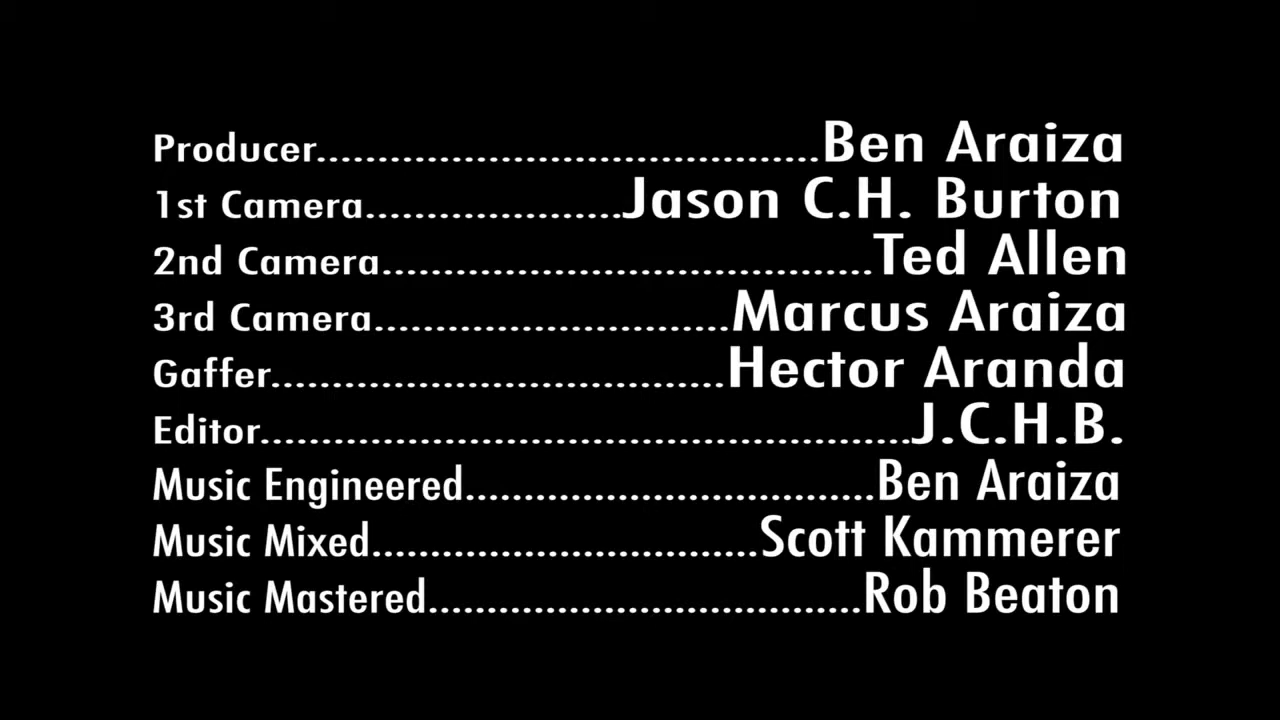 Producer.........................................Ben Araiza
1st Camera.....................Jason C.H. Burton
2nd Camera........................................Ted Allen
3rd Camera.............................Marcus Araiza
Gaffer.....................................Hector Aranda
Editor.....................................................J.C.H.B.
Music Engineered..................................Ben Araiza
Music Mixed................................Scott Kammerer
Music Mastered....................................Rob Beaton